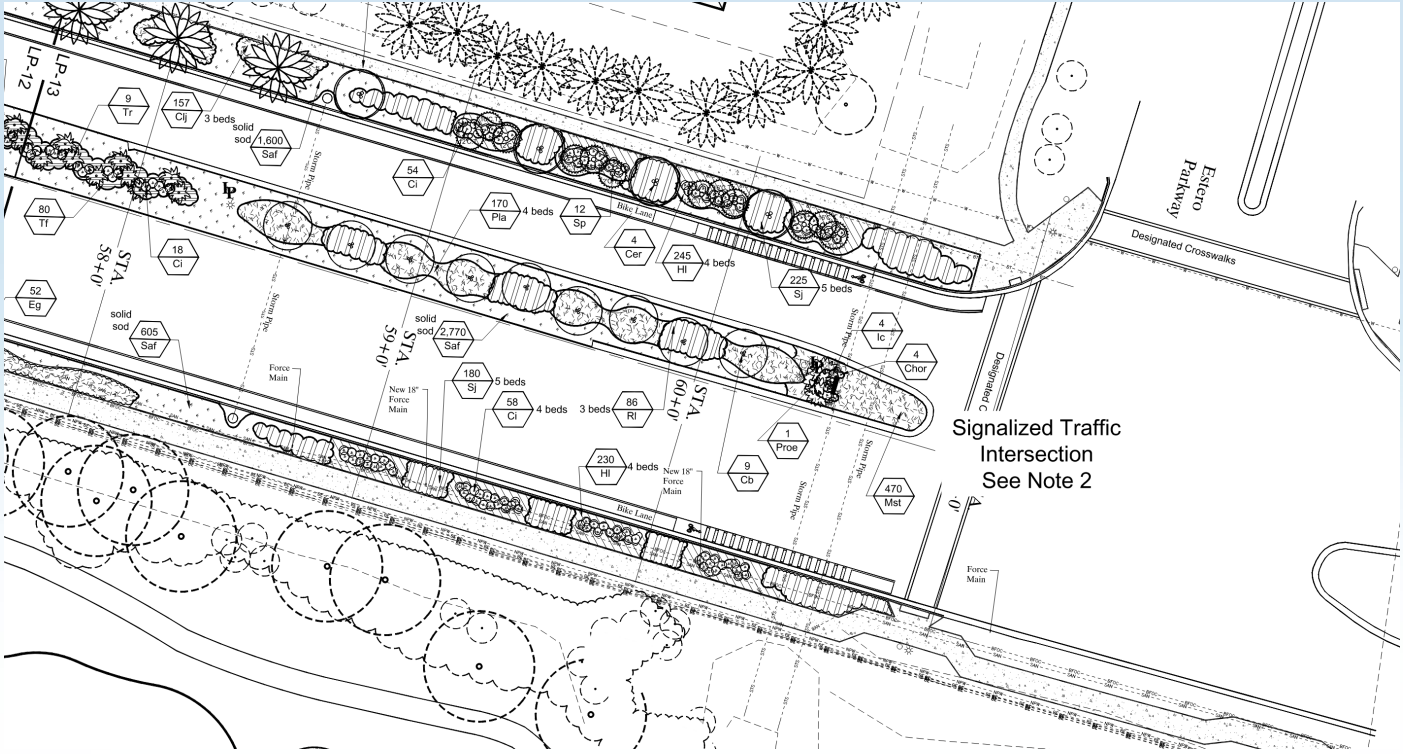 LP-12
LP-13
9
Tr
157
Clj
3 beds
solid
sod
1,600
Saf
Storm Pipe
54
Ci
170
Pla
4 beds
12
Sp
Bike Lane
4
Cer
245
Hl
4 beds
225
Sj
5 beds
Estero
Parkway
Designated Crosswalks
80
Tf
18
Ci
LP
STA.
58+0'
52
Eg
solid
sod
605
Saf
Storm Pipe
STA.
59+0'
solid
sod
2,770
Saf
Storm Pipe
4
Ic
4
Chor
Designated C
Force
Main
New 18"
Force
Main
180
Sj
5 beds
58
Ci
4 beds
3 beds
86
Rl
STA.
60+0'
1
Proe
9
Cb
Storm Pipe
470
Mst
Signalized Traffic
Intersection
See Note 2
230
Hl
4 beds
New 18"
Force
Main
Storm Pipe
Bike Lane
Force
Main